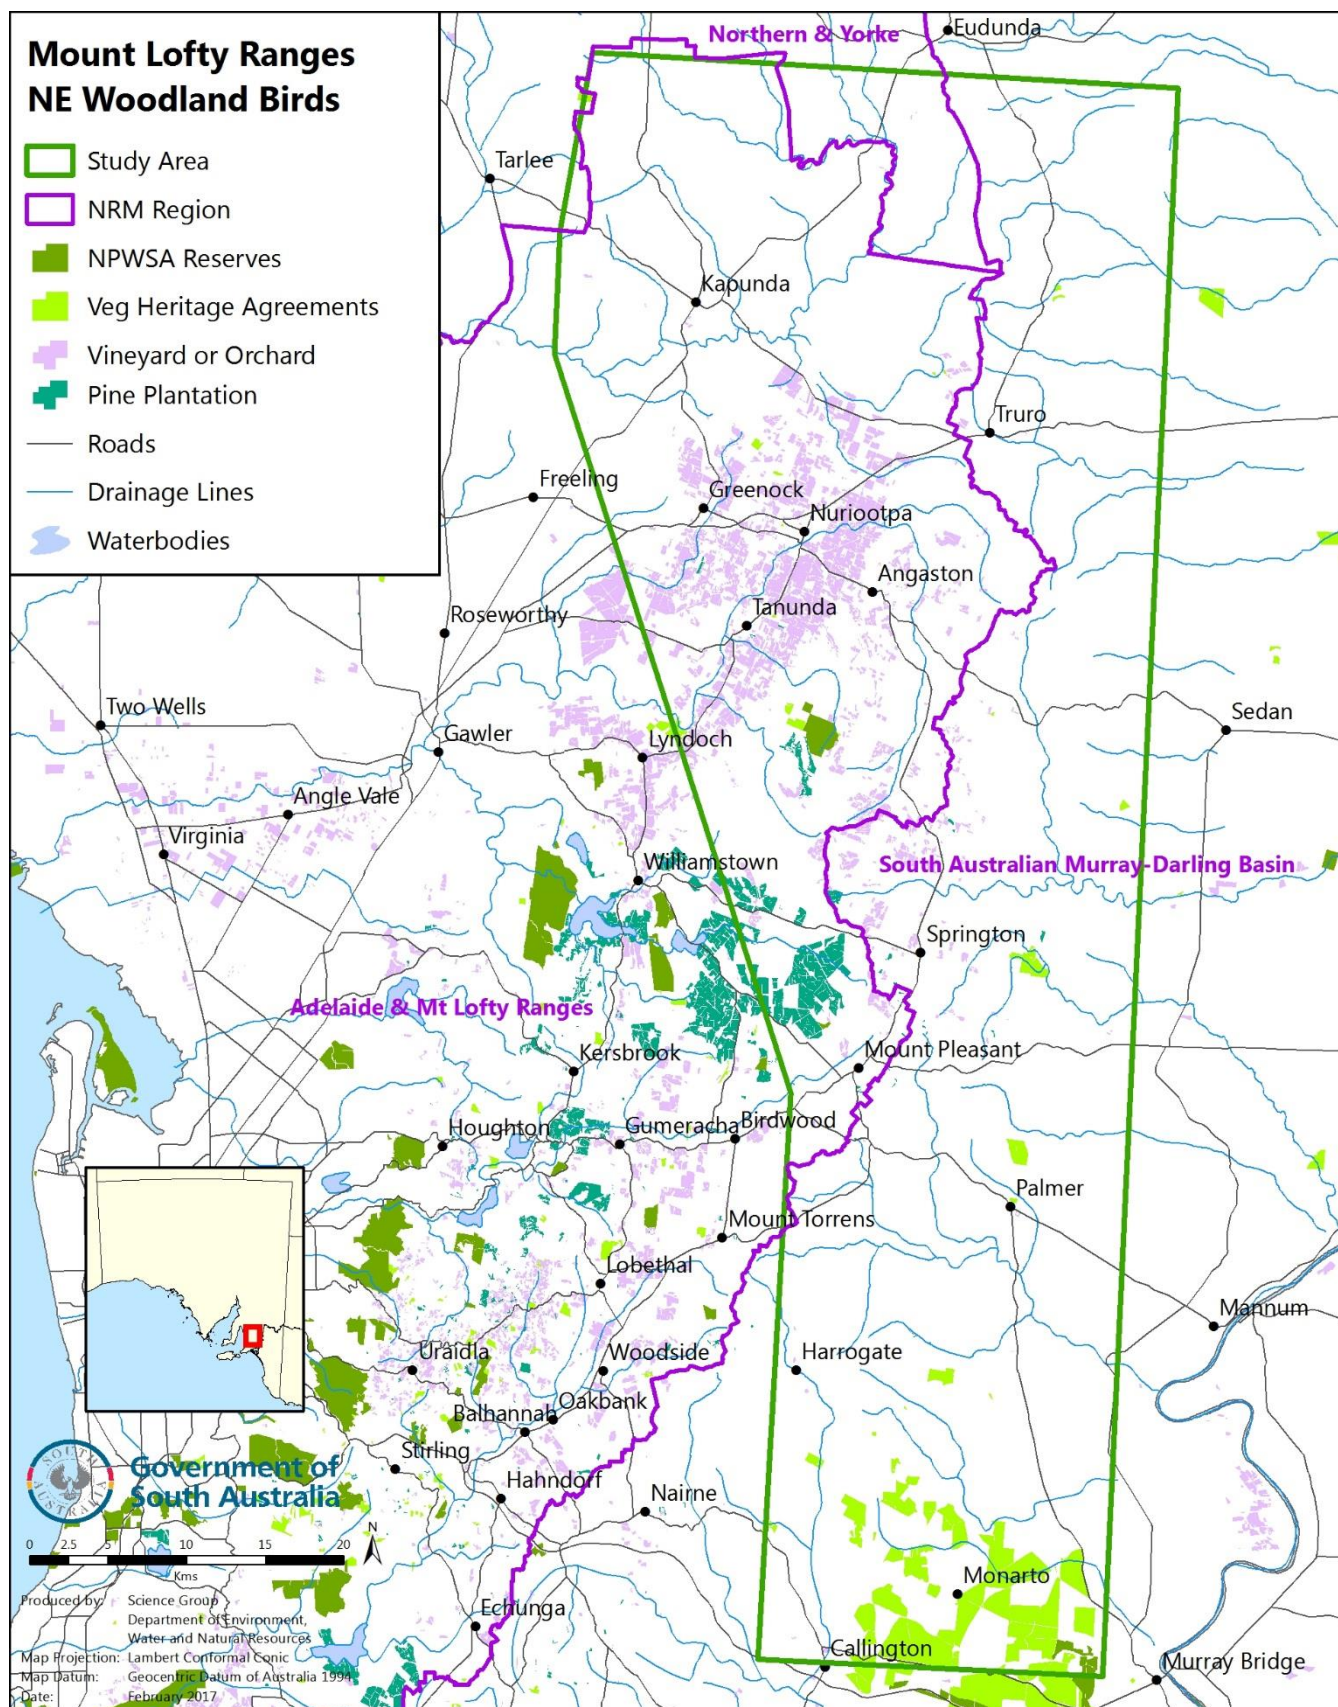 Mount Lofty Ranges
NE Woodland Birds
Study Area
NRM Region
NPWSA Reserves
Veg Heritage Agreements
Vineyard or Orchard
Pine Plantation
Roads
Drainage Lines
Waterbodies
Northern & Yorke
Eudunda
Tarlee
Kapunda
Truro
Freeling
Greenock
Nuriootpa
Angaston
Roseworthy
Tanunda
Two Wells
Sedan
Gawler
Lyndoch
Angle Vale
Virginia
Williamstown
South Australian Murray-Darling Basin
Springton
Adelaide & Mt Lofty Ranges
Kersbrook
Mount Pleasant
Houghton
Gumeracha
Birdwood
Palmer
Mount Torrens
Lobethal
Mannum
Uraidla
Woodside
Harrogate
Oakbank
Balhannah
Stirling
Hahndorf
Nairne
Monarto
Echunga
Callington
Murray Bridge
SOUTH
AUSTRALIA
Government of
South Australia
N
0 2.5 5 10 15 20
Kms
Produced by: Science Group
Department of Environment,
Water and Natural Resources
Map Projection: Lambert Conformal Conic
Map Datum: Geocentric Datum of Australia 1994
Date: February 2017